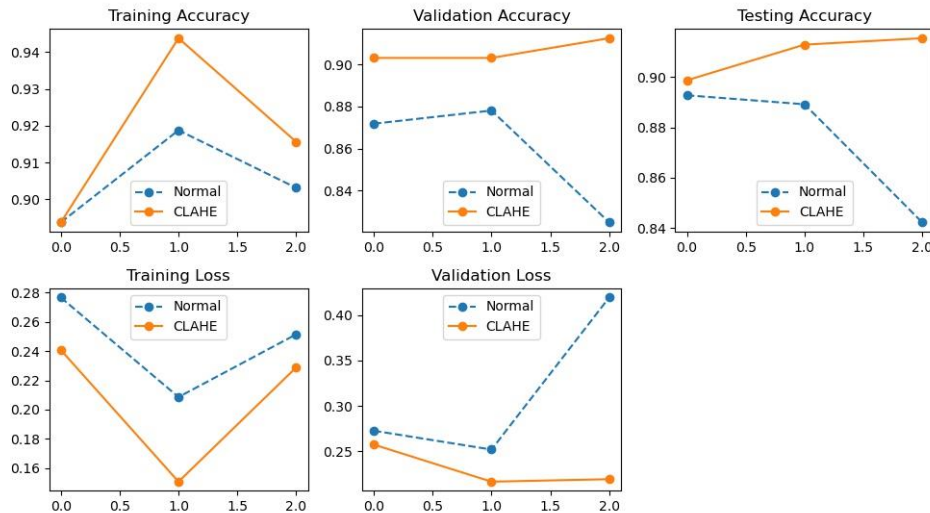 Training Accuracy
0.94
0.93
0.92
0.91
0.90
Normal
CLAHE
0.0 0.5 1.0 1.5 2.0
Validation Accuracy
0.90
0.88
0.86
0.84
Normal
CLAHE
0.0 0.5 1.0 1.5 2.0
Testing Accuracy
0.90
0.88
0.86
0.84
Normal
CLAHE
0.0 0.5 1.0 1.5 2.0
Training Loss
0.28
0.26
0.24
0.22
0.20
0.18
0.16
Normal
CLAHE
0.0 0.5 1.0 1.5 2.0
Validation Loss
0.40
0.35
0.30
0.25
Normal
CLAHE
0.0 0.5 1.0 1.5 2.0